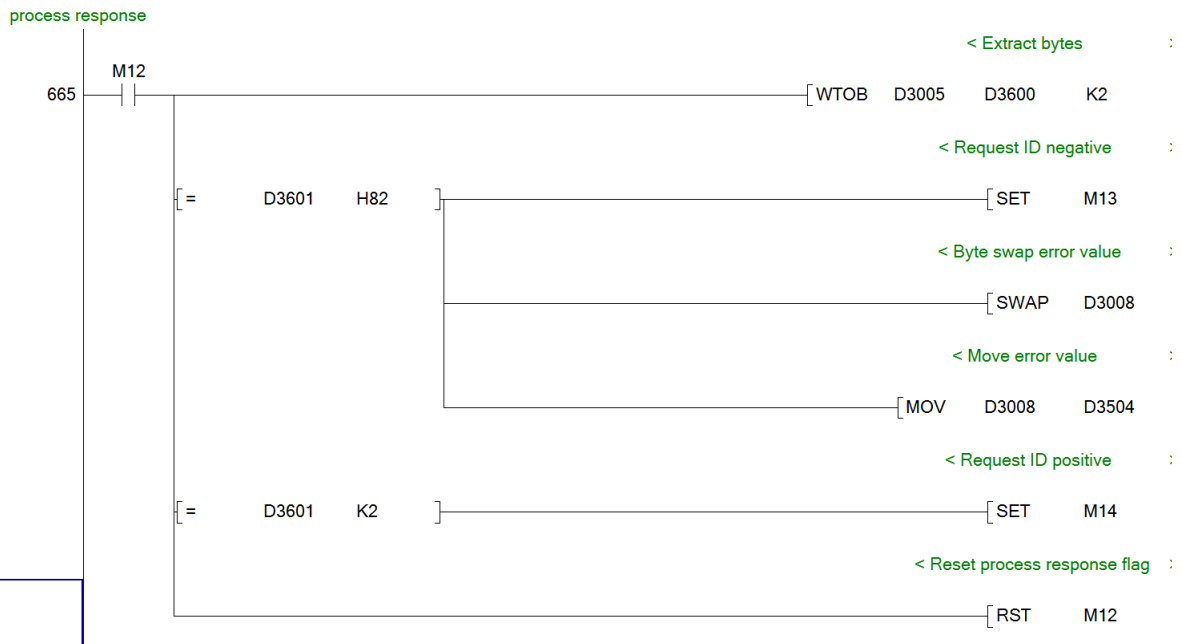 process response
< Extract bytes >
M12
665 WTOB D3005 D3600 K2
< Request ID negative >
[= D3601 H82 ] SET M13
< Byte swap error value >
SWAP D3008
< Move error value >
MOV D3008 D3504
< Request ID positive >
[= D3601 K2 ] SET M14
< Reset process response flag >
RST M12